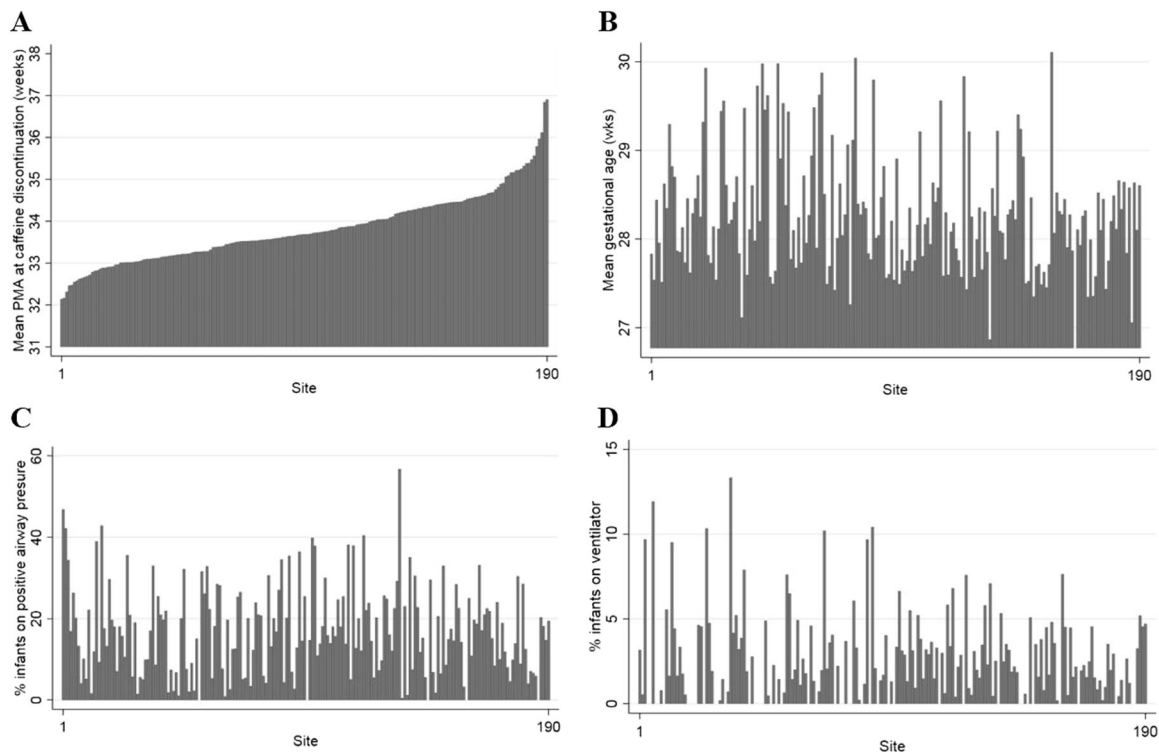 A
Mean PMA at caffeine discontinuation (weeks)
38
37
36
35
34
33
32
31
1
190
Site
B
Mean gestational age (wks)
30
29
28
27
1
190
Site
C
% infants on positive airway presure
60
40
20
0
1
190
Site
D
% infants on ventilator
15
10
5
0
1
190
Site